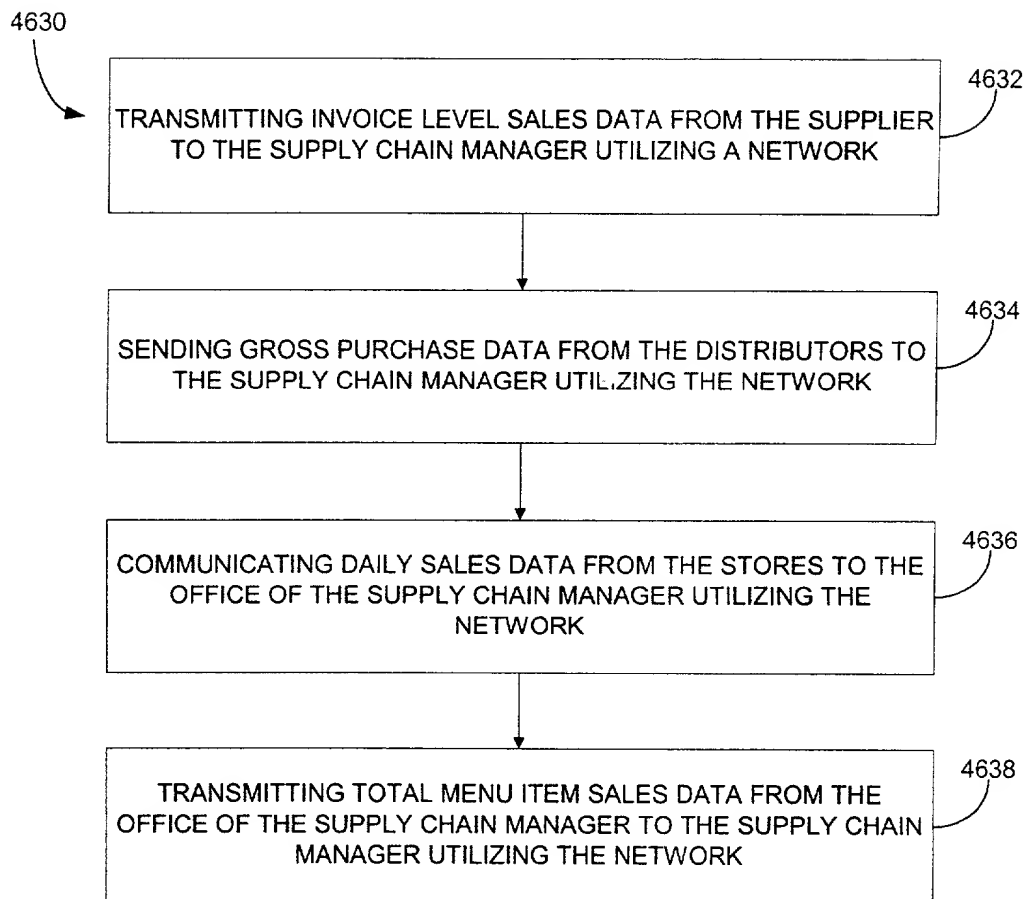 4630
4632
TRANSMITTING INVOICE LEVEL SALES DATA FROM THE SUPPLIER
TO THE SUPPLY CHAIN MANAGER UTILIZING A NETWORK
4634
SENDING GROSS PURCHASE DATA FROM THE DISTRIBUTORS TO
THE SUPPLY CHAIN MANAGER UTILIZING THE NETWORK
4636
COMMUNICATING DAILY SALES DATA FROM THE STORES TO THE
OFFICE OF THE SUPPLY CHAIN MANAGER UTILIZING THE
NETWORK
4638
TRANSMITTING TOTAL MENU ITEM SALES DATA FROM THE
OFFICE OF THE SUPPLY CHAIN MANAGER TO THE SUPPLY CHAIN
MANAGER UTILIZING THE NETWORK